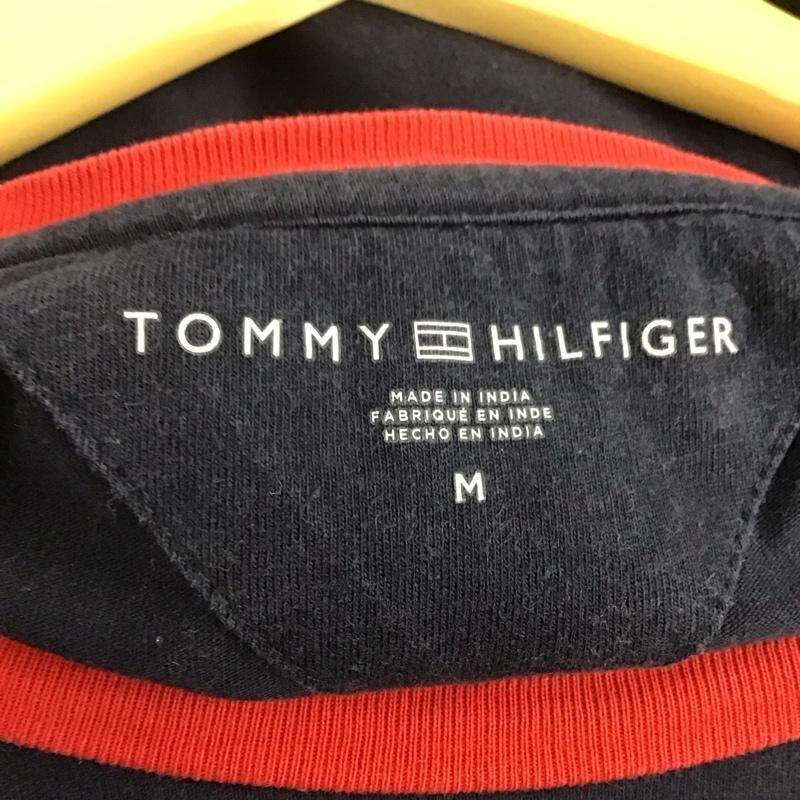 TOMMY HILFIGER
MADE IN INDIA
FABRIQUÉ EN INDE
HECHO EN INDIA
M